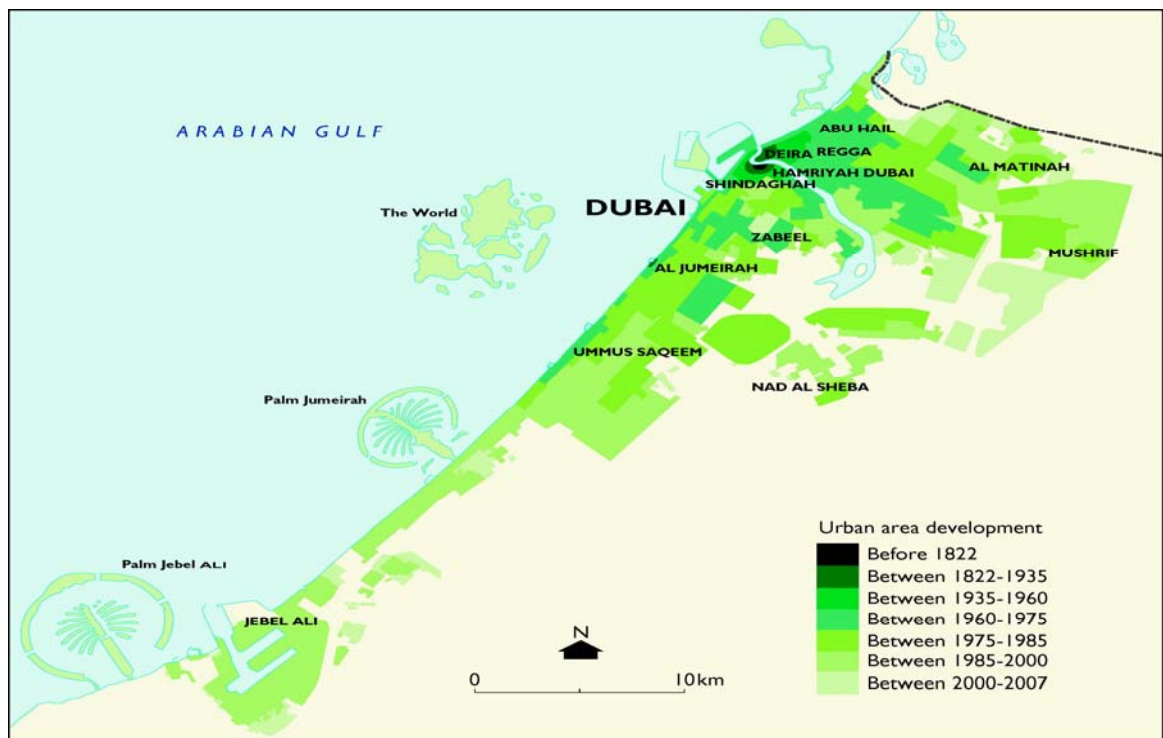 ARABIAN GULF
ABU HAIL
DEIRA REGGA
HAMRIYAH DUBAI
AL MATINAH
SHINDAGHAH
The World
DUBAI
ZABEEL
MUSHRIF
AL JUMEIRAH
UMMUS SAQEEM
NAD AL SHEBA
Palm Jumeirah
Palm Jebel ALI
JEBEL ALI
N
0 10km
Urban area development
Before 1822
Between 1822-1935
Between 1935-1960
Between 1960-1975
Between 1975-1985
Between 1985-2000
Between 2000-2007